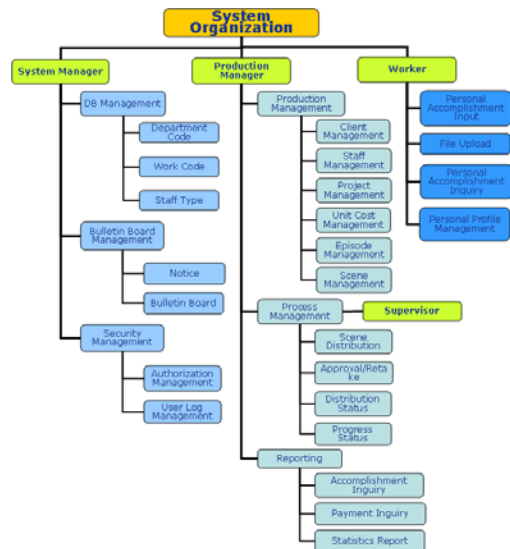 System
Organization
System Manager
Production
Manager
Worker
DB Management
Department
Code
Work Code
Staff Type
Bulletin Board
Management
Notice
Bulletin Board
Security
Management
Authorization
Management
User Log
Management
Production
Management
Client
Management
Staff
Management
Project
Management
Unit Cost
Management
Episode
Management
Scene
Management
Process
Management
Supervisor
Scene
Distribution
Approval/Reta
ke
Distribution
Status
Progress
Status
Reporting
Accomplishment
Inguiry
Payment Inguiry
Statistics Report
Personal
Accomplishment
Input
File Upload
Personal
Accomplishment
Inquiry
Personal Profile
Management